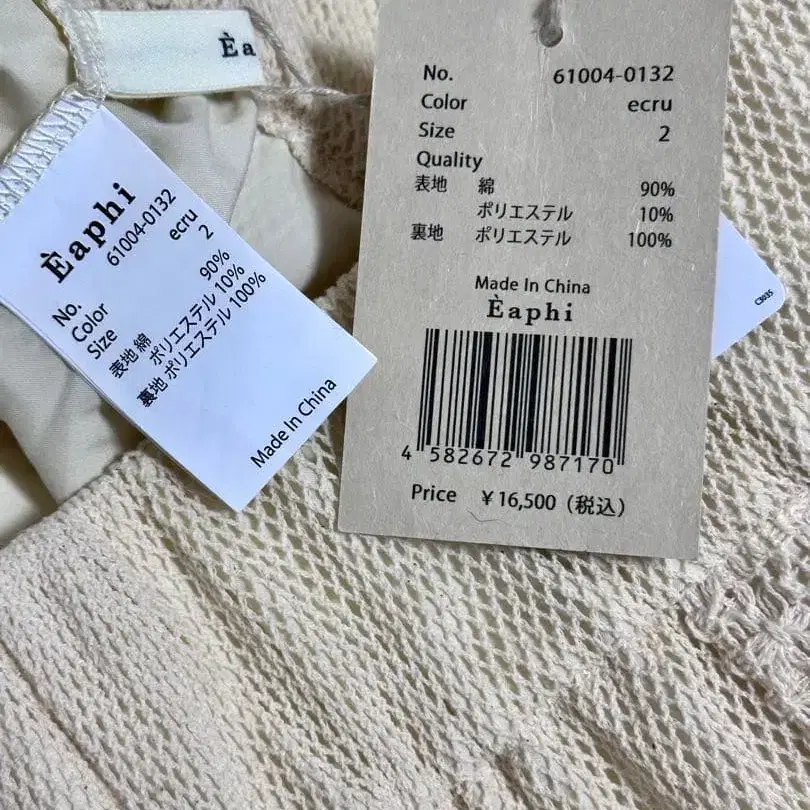 Èa
Èaphi
No. 61004-0132
Color ecru
Size 2
表地 綿 90%
ポリエステル 10%
裏地 ポリエステル 100%
Made In China
No. 61004-0132
Color ecru
Size 2
Quality
表地 綿 90%
ポリエステル 10%
裏地 ポリエステル 100%
Made In China
Èaphi
4 582672 987170
Price ¥16,500（税込）